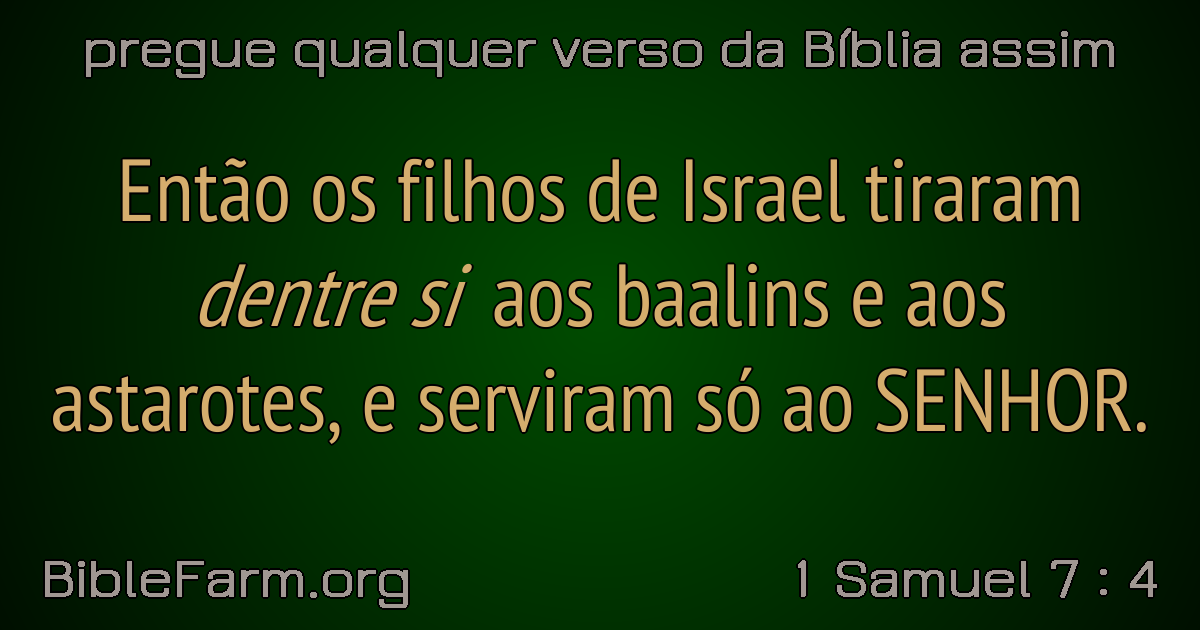 pregue qualquer verso da Bíblia assim
Então os filhos de Israel tiraram
dentre si aos baalins e aos
astarotes, e serviram só ao SENHOR.
BibleFarm.org
1 Samuel 7 : 4